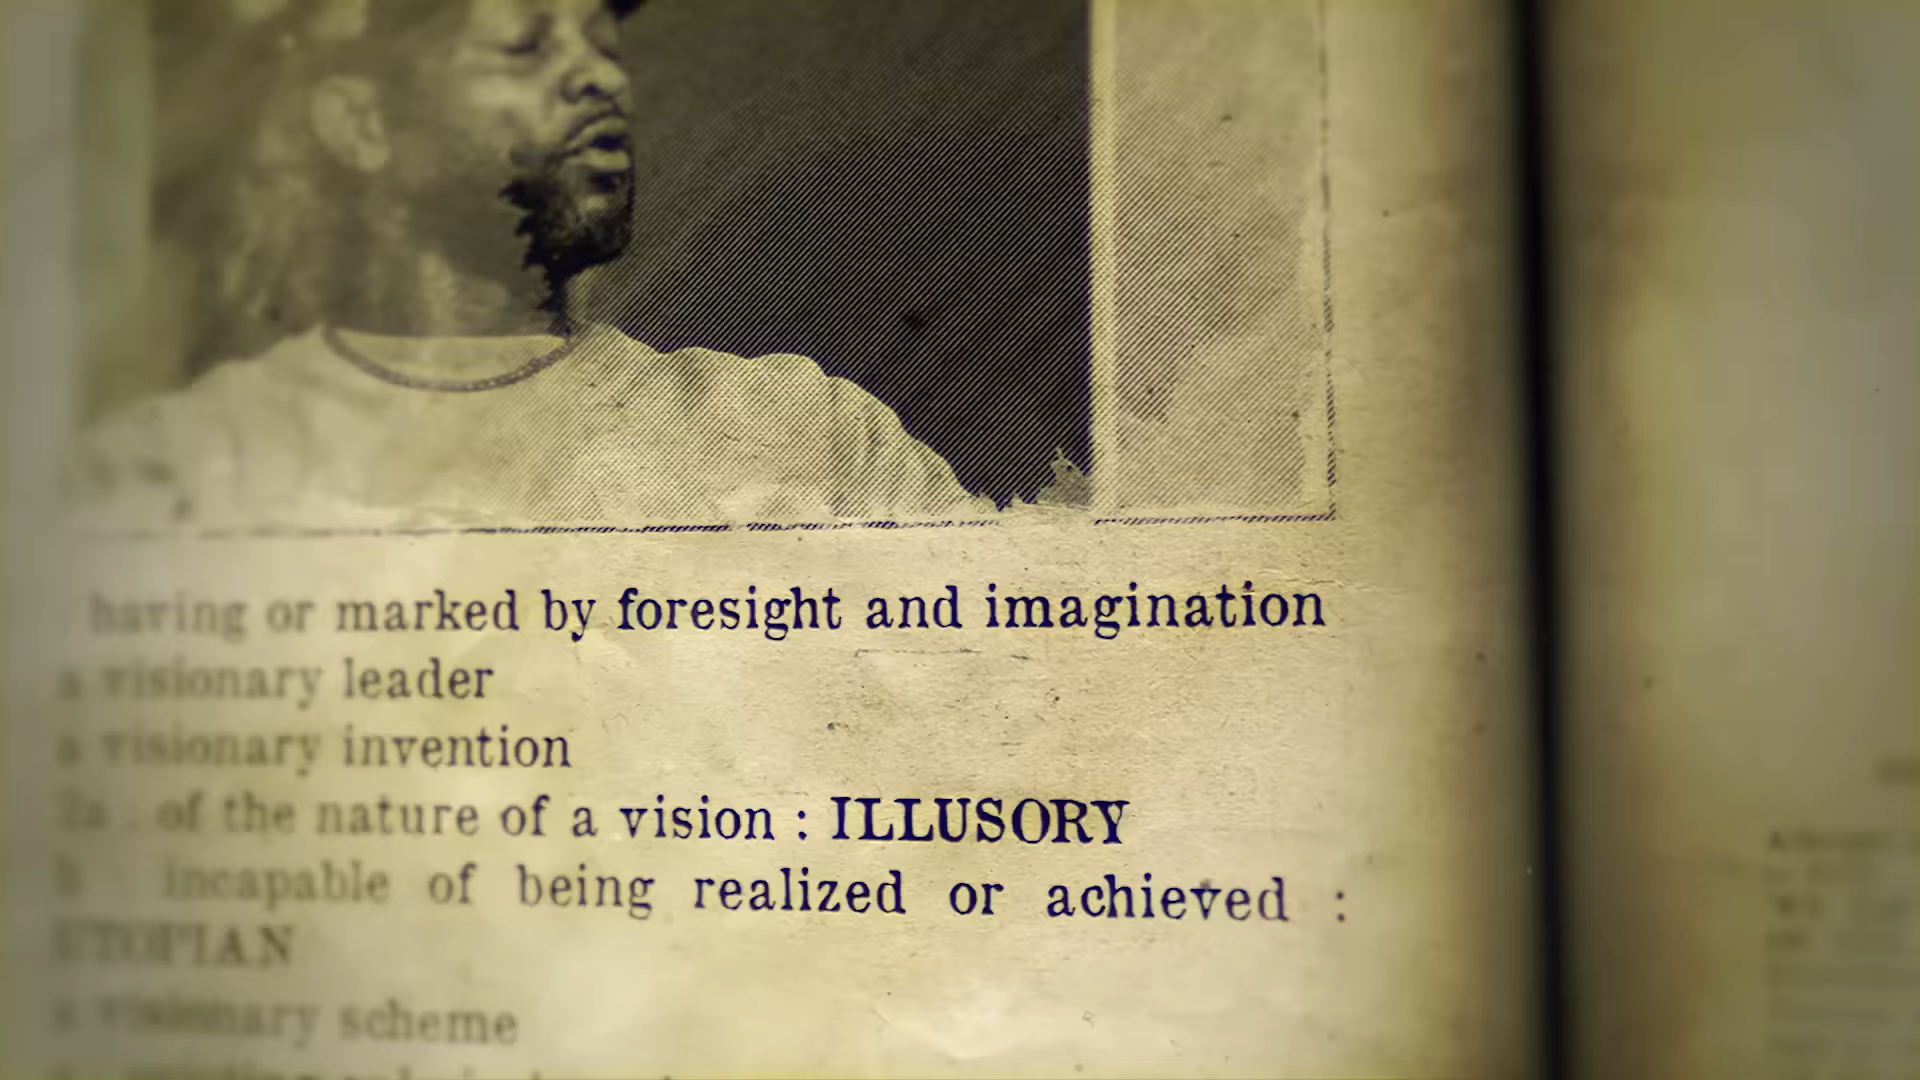 having or marked by foresight and imagination
a visionary leader
a visionary invention
2a : of the nature of a vision : ILLUSORY
b incapable of being realized or achieved :
UTOPIAN
a visionary scheme